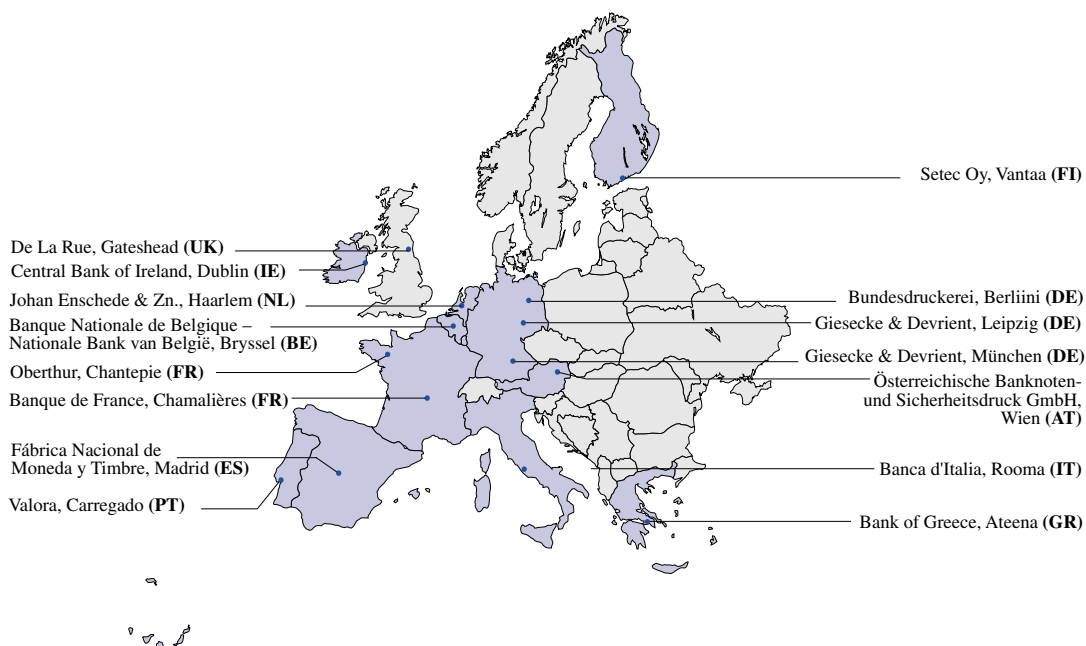 De La Rue, Gateshead (UK)
Central Bank of Ireland, Dublin (IE)
Johan Enschede & Zn., Haarlem (NL)
Banque Nationale de Belgique –
Nationale Bank van België, Bryssel (BE)
Oberthur, Chantepie (FR)
Banque de France, Chamalières (FR)
Fábrica Nacional de
Moneda y Timbre, Madrid (ES)
Valora, Carregado (PT)
Setec Oy, Vantaa (FI)
Bundesdruckerei, Berliini (DE)
Giesecke & Devrient, Leipzig (DE)
Giesecke & Devrient, München (DE)
Österreichische Banknoten-
und Sicherheitsdruck GmbH,
Wien (AT)
Banca d'Italia, Rooma (IT)
Bank of Greece, Ateena (GR)